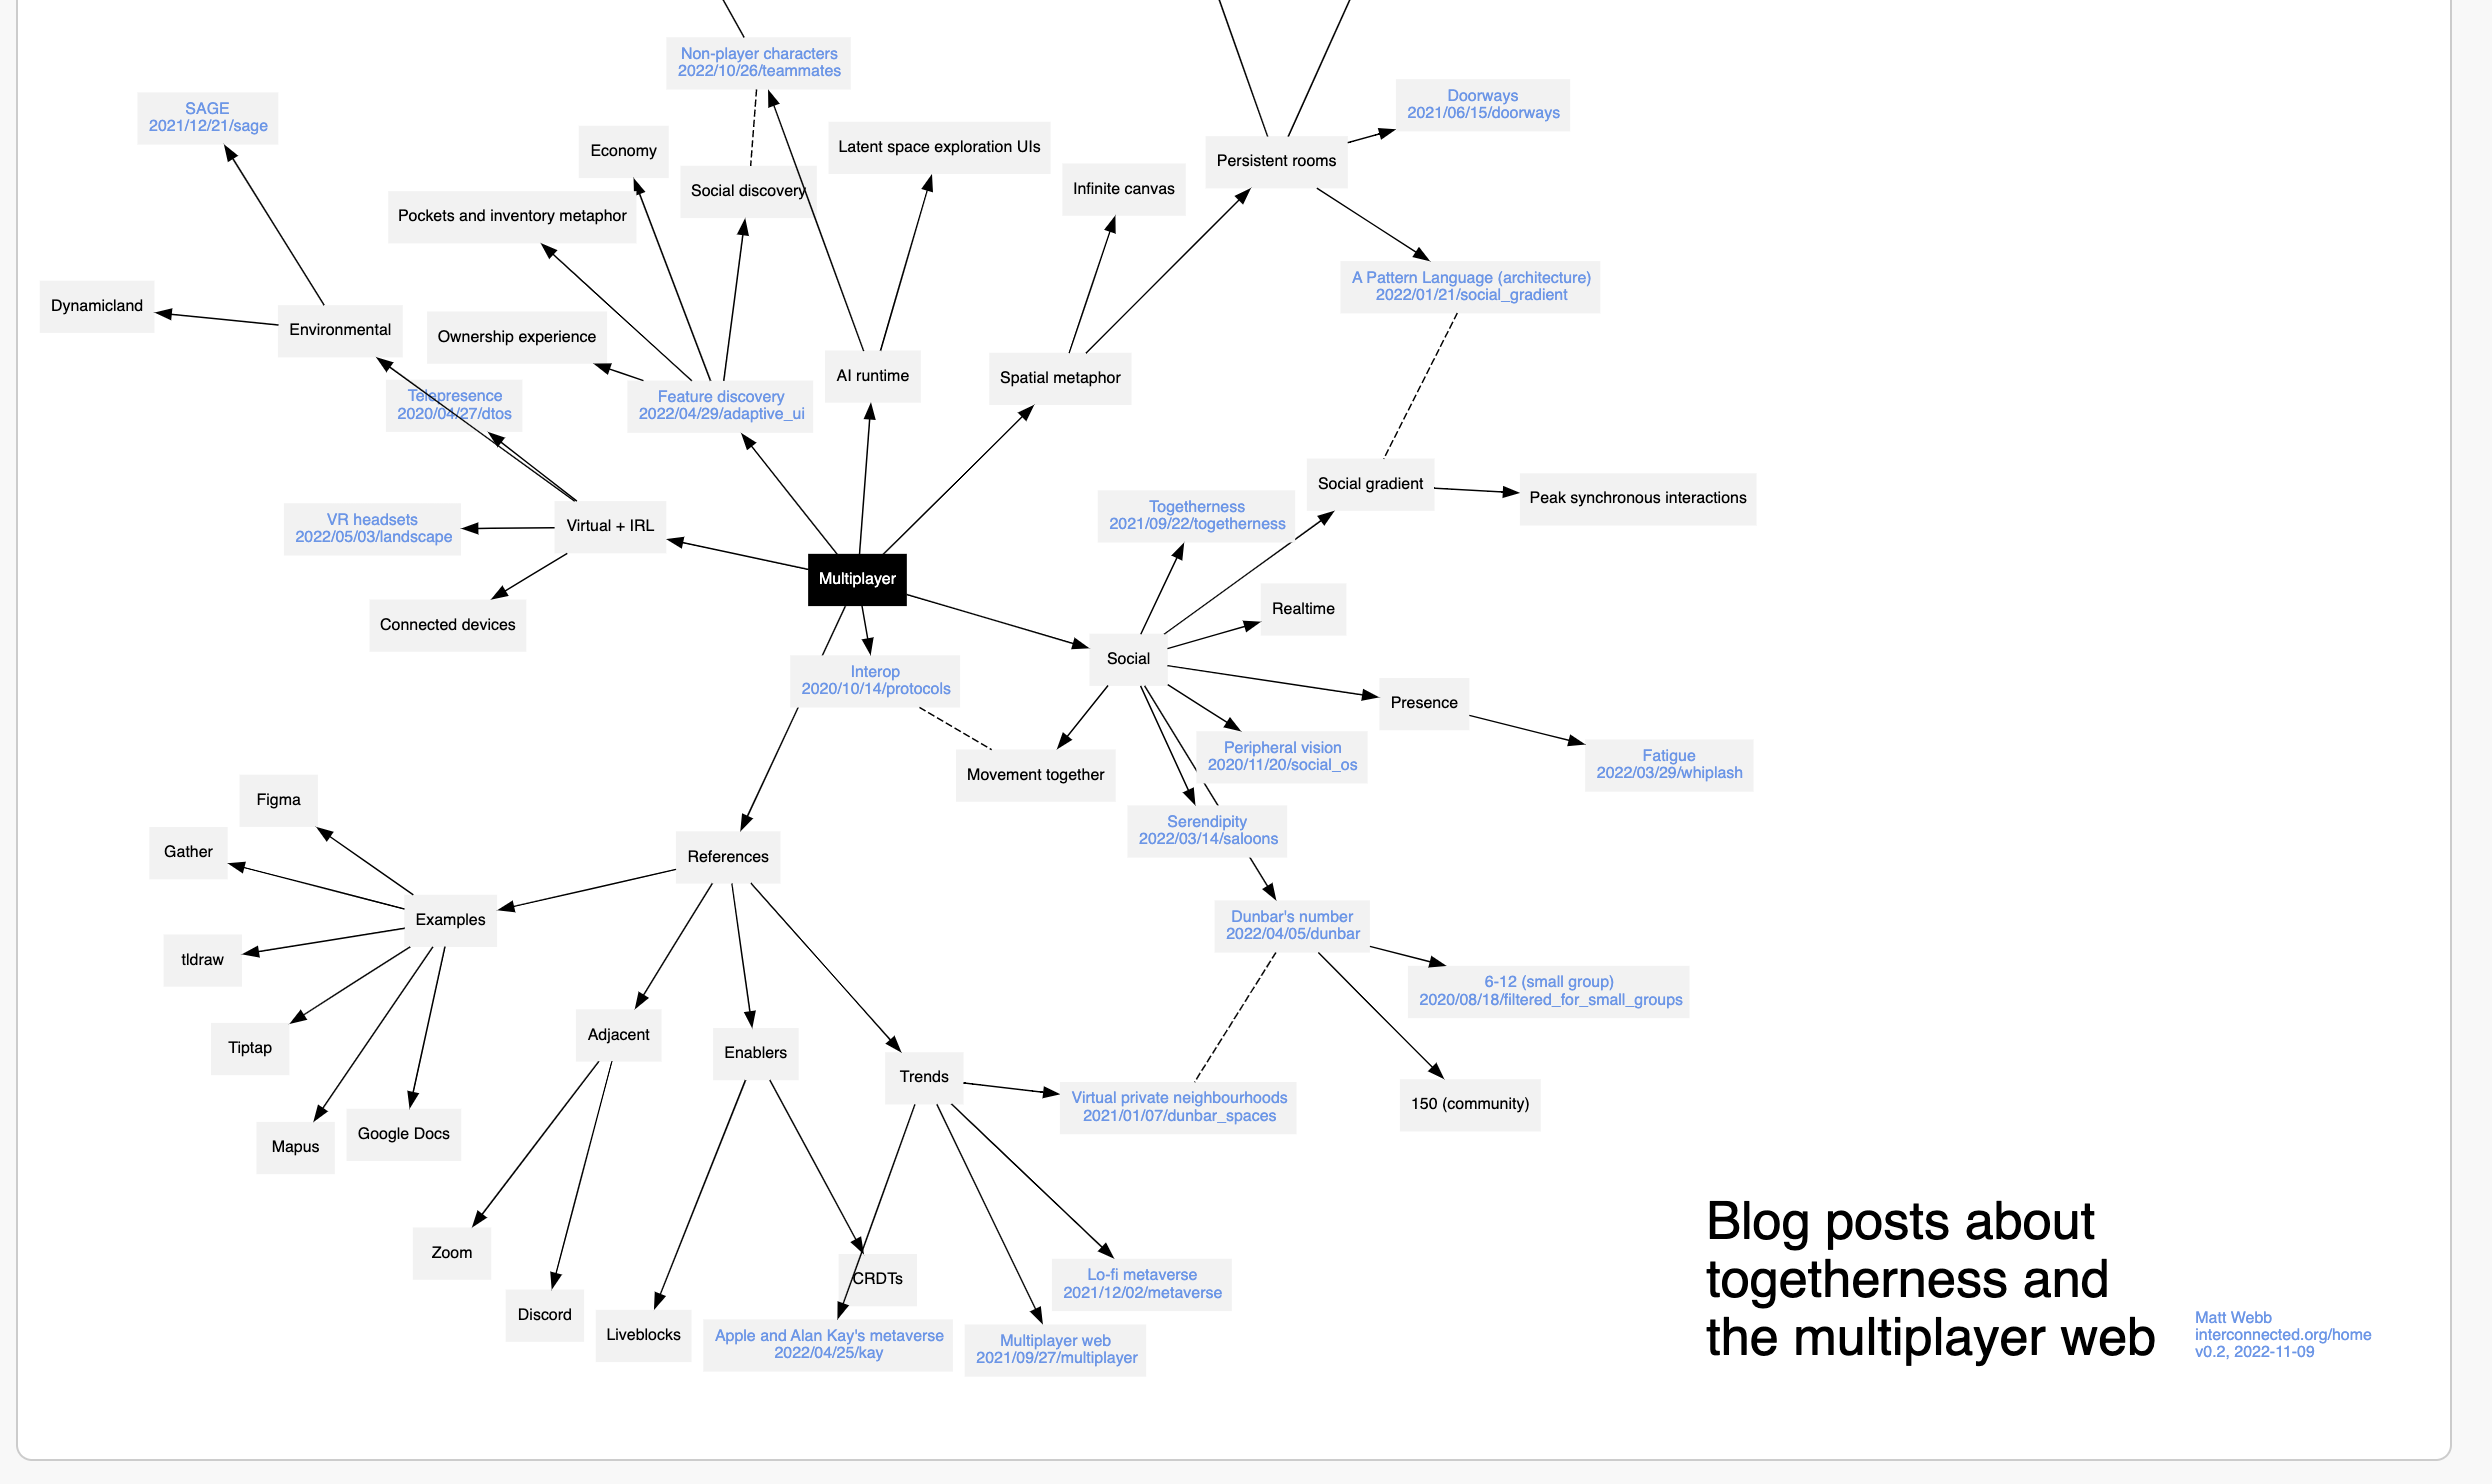 Non-player characters
2022/10/26/teammates
SAGE
2021/12/21/sage
Doorways
2021/06/15/doorways
Economy
Latent space exploration UIs
Persistent rooms
Social discovery
Infinite canvas
Pockets and inventory metaphor
A Pattern Language (architecture)
2022/01/21/social_gradient
Dynamicland
Environmental
Ownership experience
AI runtime
Spatial metaphor
Telepresence
2020/04/27/dtos
Feature discovery
2022/04/29/adaptive_ui
Social gradient
Peak synchronous interactions
Togetherness
2021/09/22/togetherness
VR headsets
2022/05/03/landscape
Virtual + IRL
Multiplayer
Realtime
Connected devices
Social
Interop
2020/10/14/protocols
Presence
Peripheral vision
2020/11/20/social_os
Fatigue
2022/03/29/whiplash
Movement together
Figma
Serendipity
2022/03/14/saloons
Gather
References
Examples
Dunbar's number
2022/04/05/dunbar
tldraw
6-12 (small group)
2020/08/18/filtered_for_small_groups
Tiptap
Adjacent
Enablers
Trends
Virtual private neighbourhoods
2021/01/07/dunbar_spaces
150 (community)
Google Docs
Mapus
Zoom
CRDTs
Lo-fi metaverse
2021/12/02/metaverse
Discord
Liveblocks
Apple and Alan Kay's metaverse
2022/04/25/kay
Multiplayer web
2021/09/27/multiplayer
Blog posts about
togetherness and
the multiplayer web
Matt Webb
interconnected.org/home
v0.2, 2022-11-09